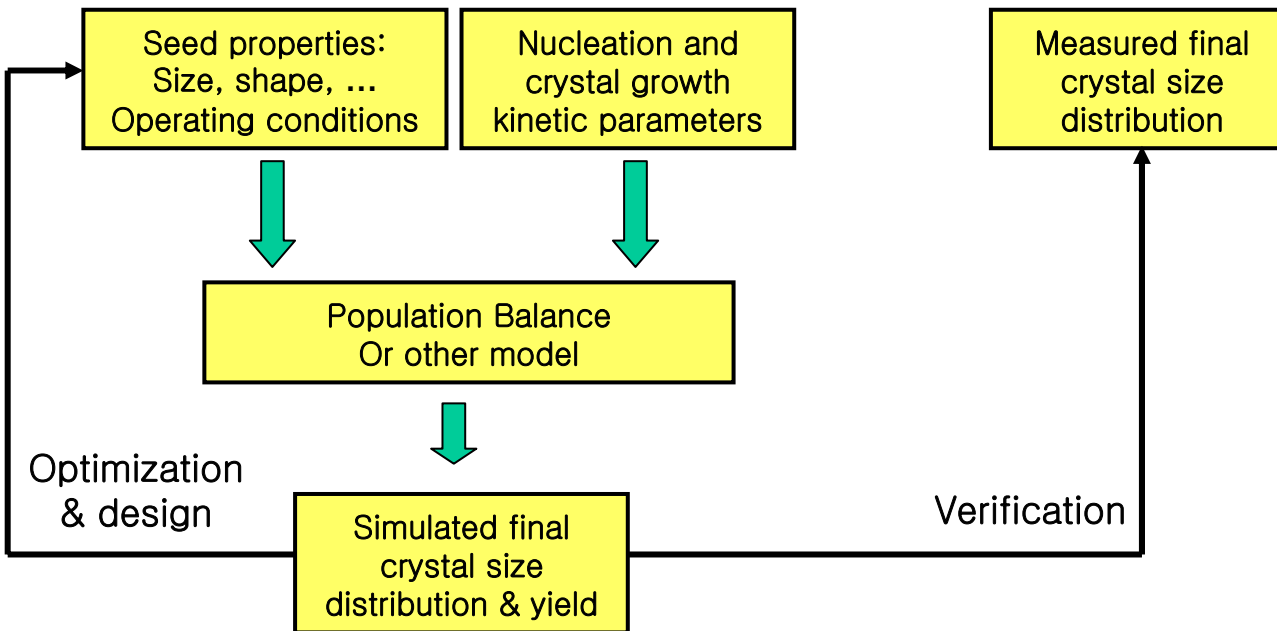 Seed properties:
Size, shape, ...
Operating conditions
Nucleation and
crystal growth
kinetic parameters
Measured final
crystal size
distribution
Population Balance
Or other model
Optimization
& design
Simulated final
crystal size
distribution & yield
Verification